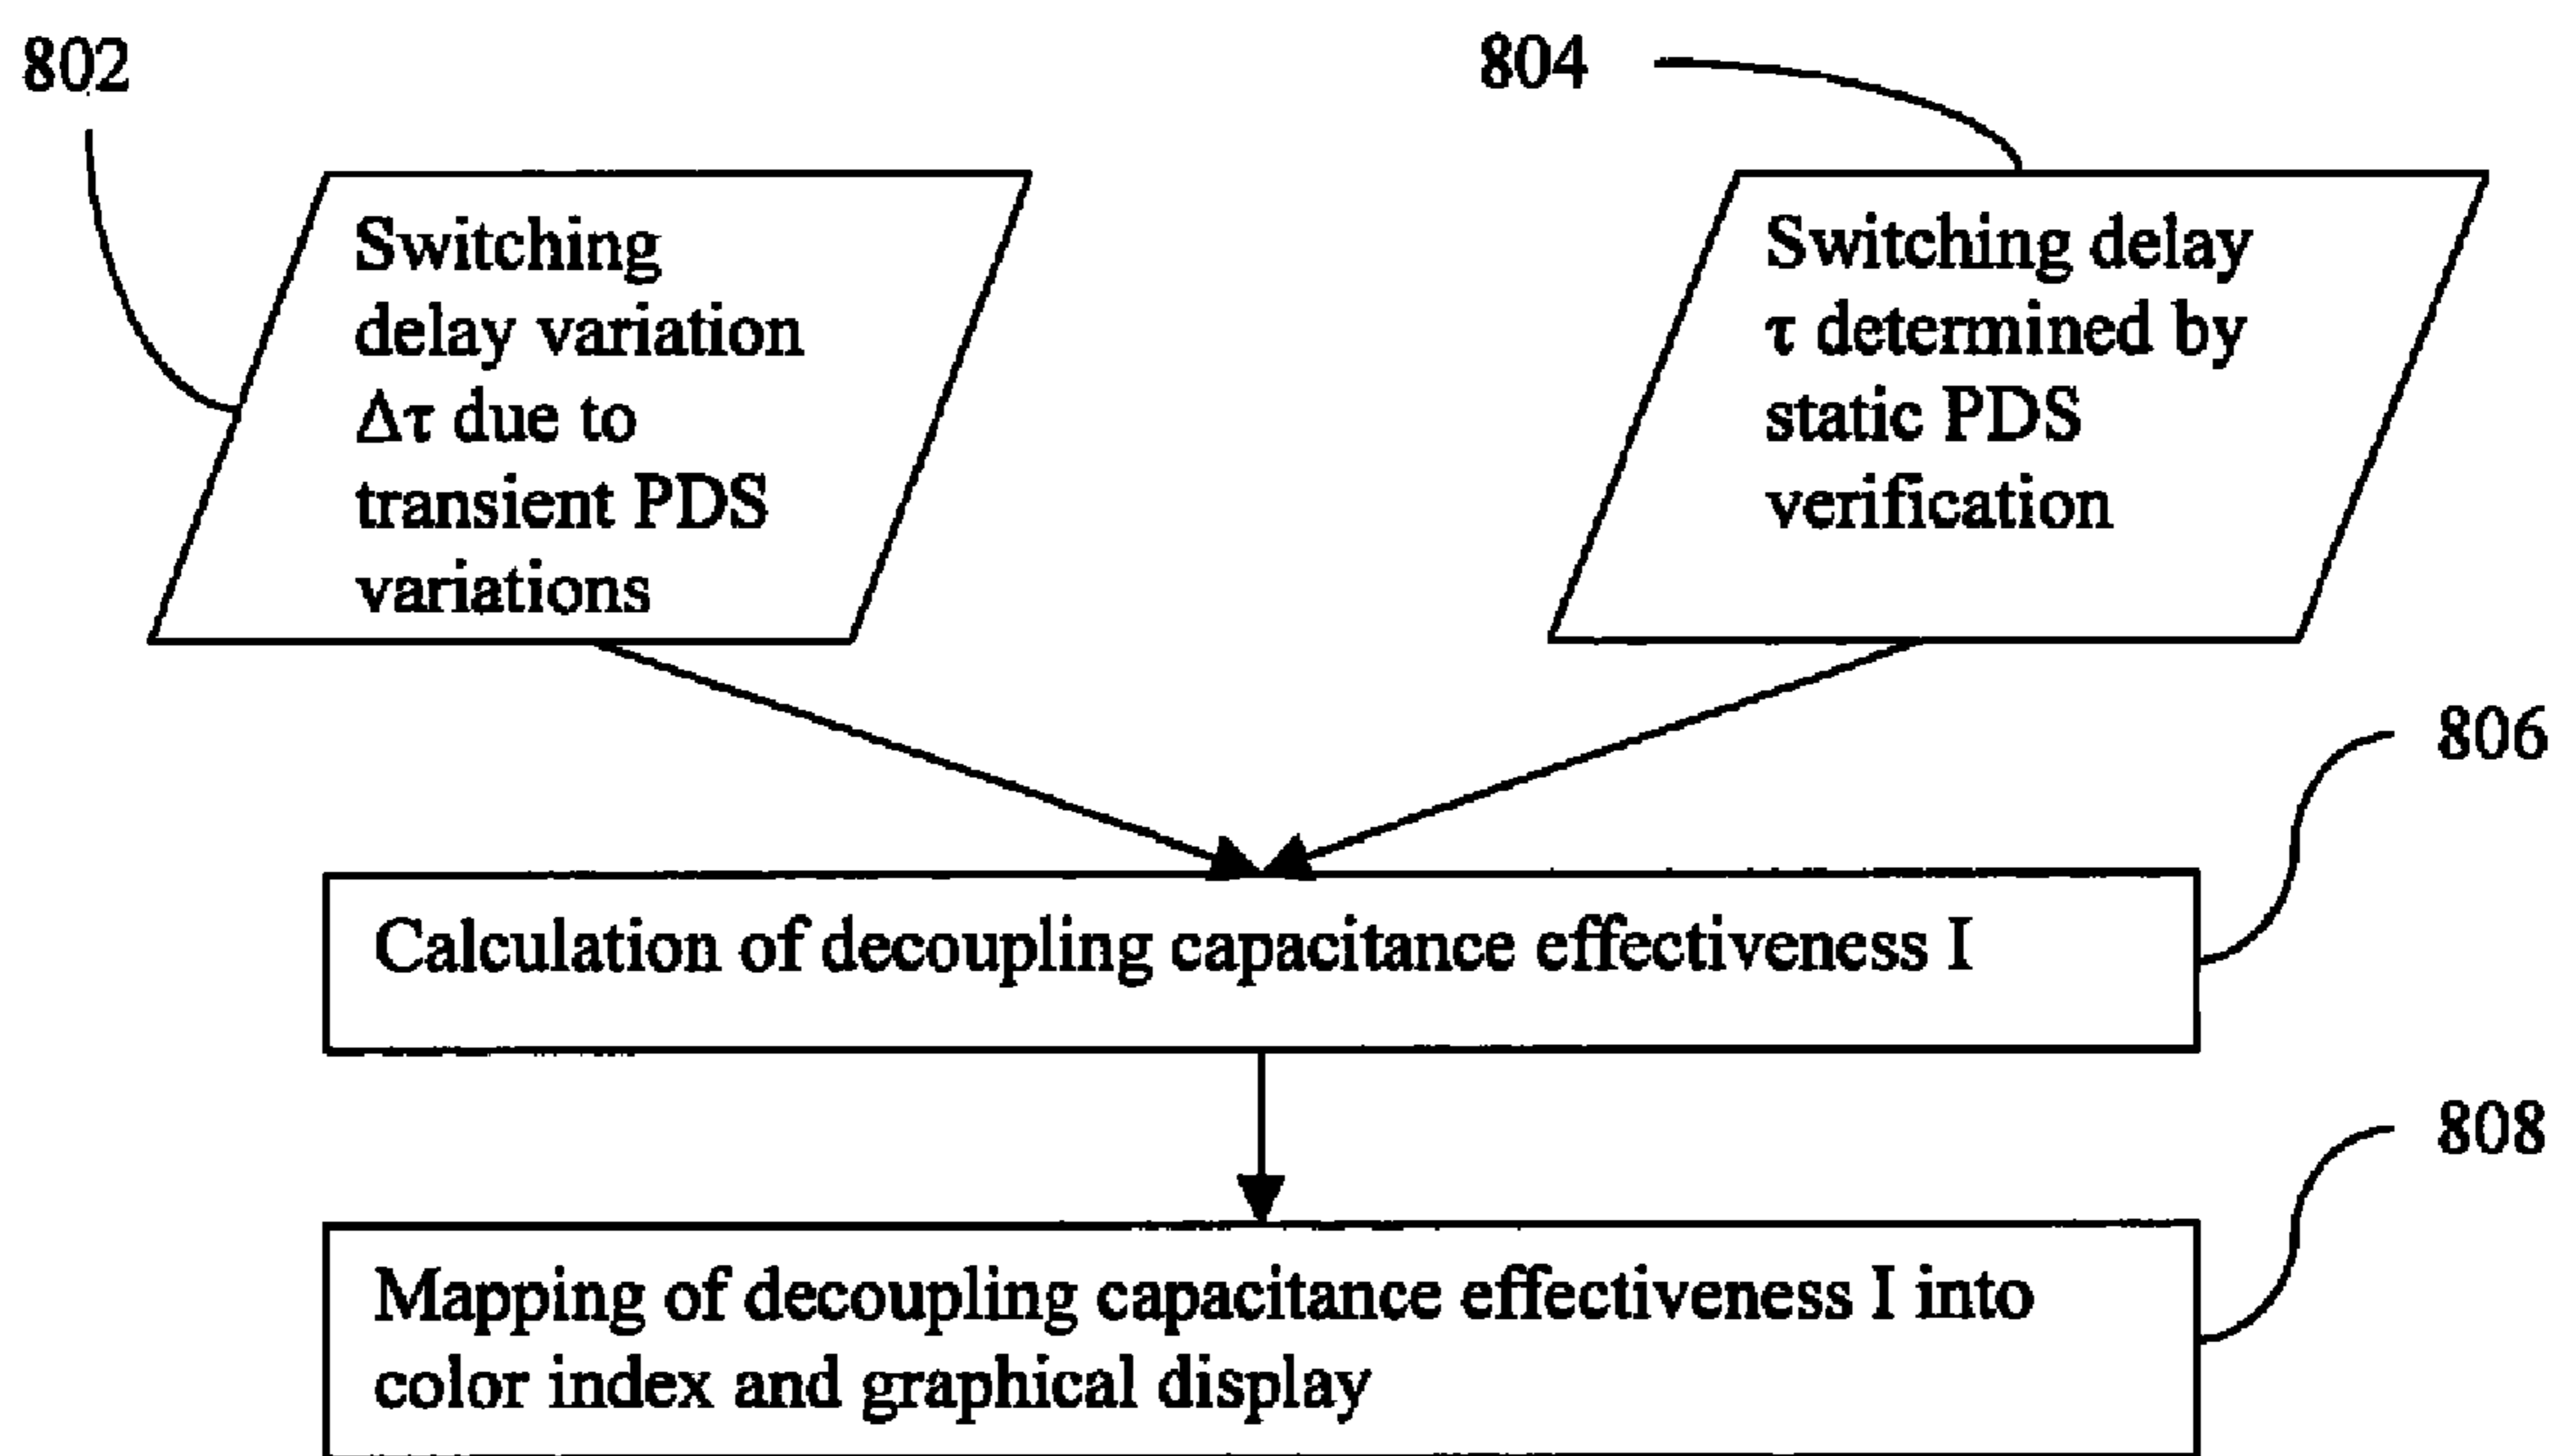 802
804
Switching
delay variation
Δτ due to
transient PDS
variations
Switching delay
τ determined by
static PDS
verification
806
Calculation of decoupling capacitance effectiveness I
808
Mapping of decoupling capacitance effectiveness I into
color index and graphical display